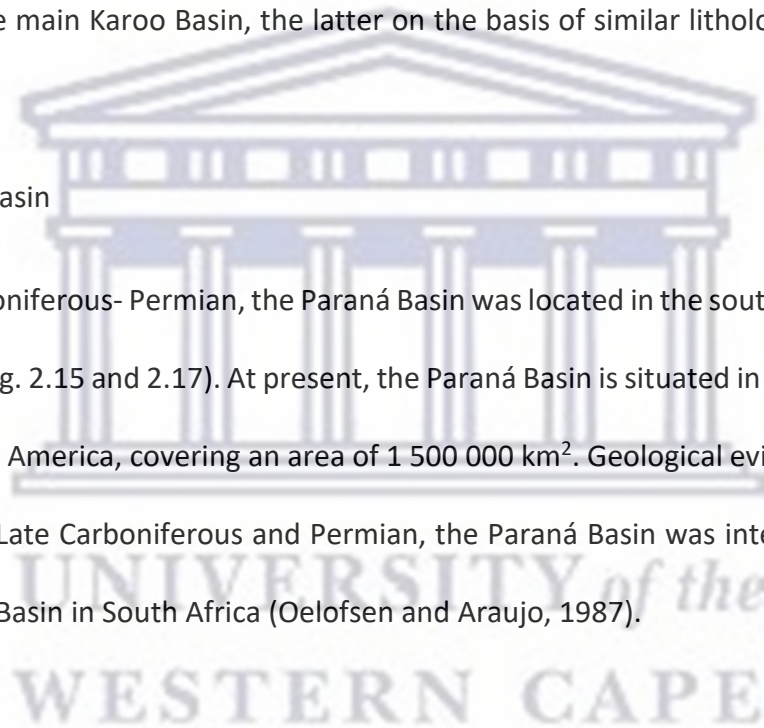 e main Karoo Basin, the latter on the basis of similar litholo
asin
oniferous- Permian, the Paraná Basin was located in the sout
g. 2.15 and 2.17). At present, the Paraná Basin is situated in
America, covering an area of 1 500 000 km². Geological evi
Late Carboniferous and Permian, the Paraná Basin was inte
Basin in South Africa (Oelofsen and Araujo, 1987).
UNIVERSITY of the
WESTERN CAPE